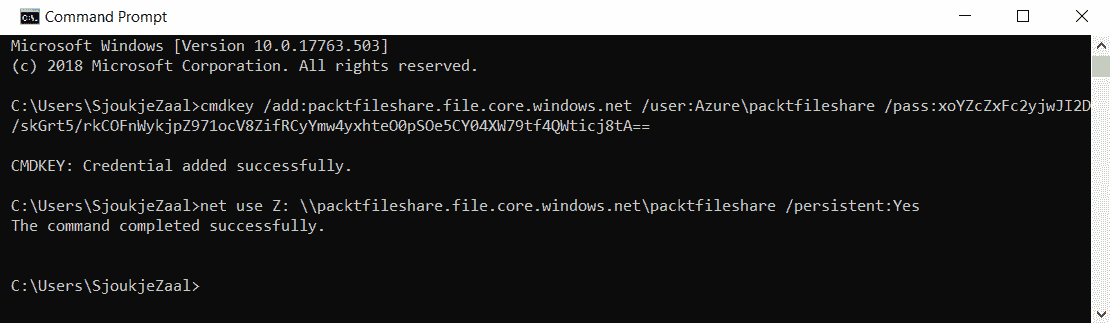 Command Prompt
Microsoft Windows [Version 10.0.17763.503]
(c) 2018 Microsoft Corporation. All rights reserved.
C:\Users\SjoukjeZaal>cmdkey /add:packtfileshare.file.core.windows.net /user:Azure\packtfileshare /pass:xoYZcZxFc2yjwJI2D
/skGrt5/rkCOFnWykjpZ971ocV8ZifRCyYmw4yxhteO0pSOe5CY04XW79tf4QWticj8tA==
CMDKEY: Credential added successfully.
C:\Users\SjoukjeZaal>net use Z: \\packtfileshare.file.core.windows.net\packtfileshare /persistent:Yes
The command completed successfully.
C:\Users\SjoukjeZaal>